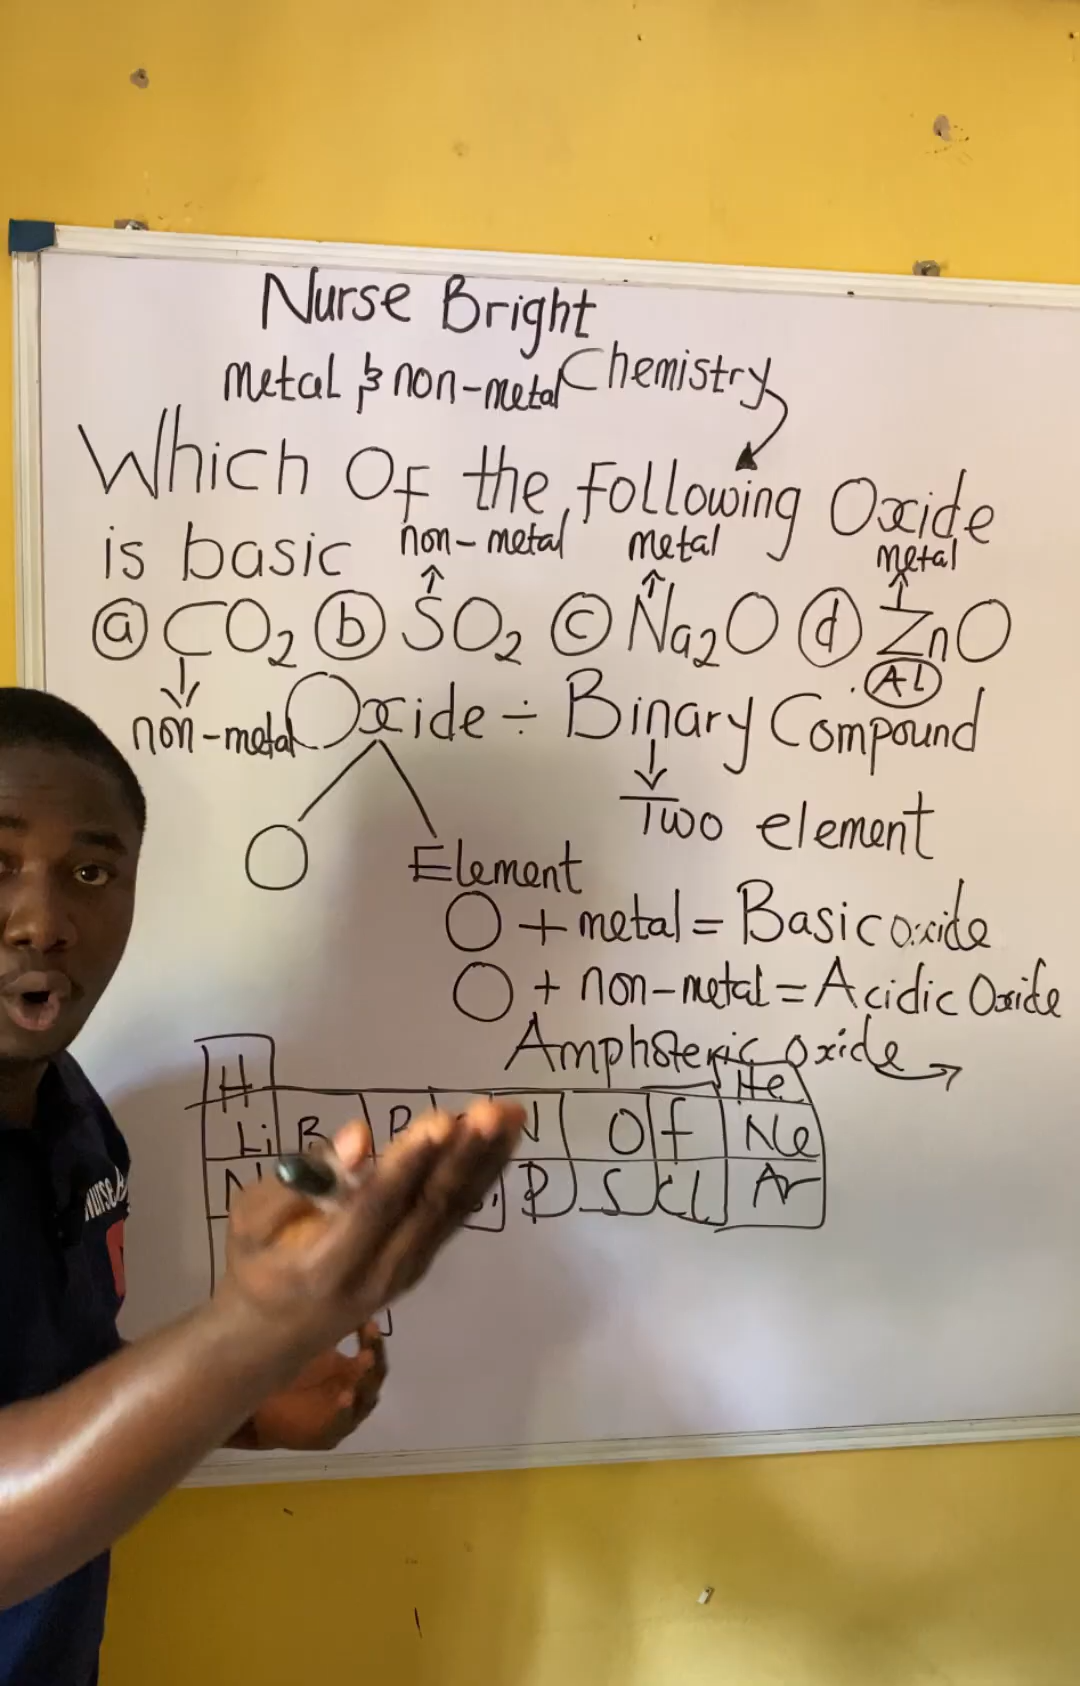 Nurse Bright
metal & non-metal Chemistry
Which Of the following Oxide
is basic non-metal metal metal
ⓐ CO₂ ⓑ SO₂ ⓒ Na₂O ⓓ ZnO
AL
non-metal Oxide ÷ Binary Compound
Two element
O Element
O + metal = Basic oxide
O + non-metal = Acidic Oxide
Amphoteric oxide
H He
Li B N O F Ne
P S Cl Ar
Nurse